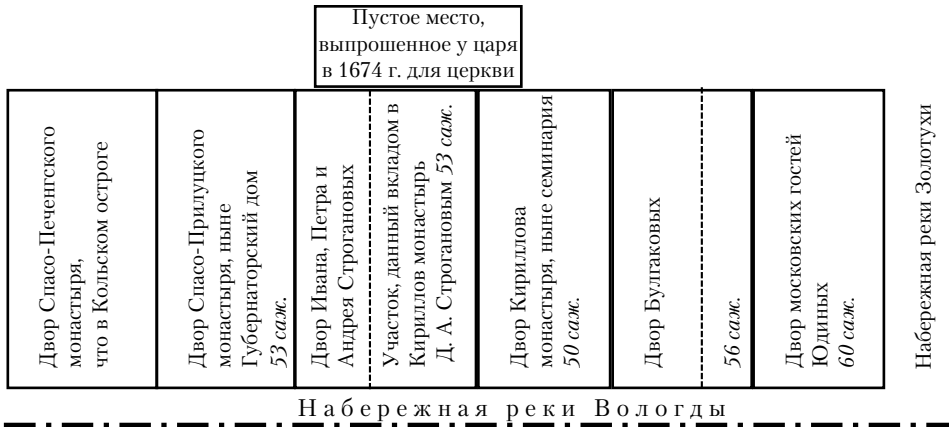 Пустое место,
выпрошенное у царя
в 1674 г. для церкви
Двор Спасо-Печенгского
монастыря,
что в Кольском остроге
Двор Спасо-Прилуцкого
монастыря, ныне
Губернаторский дом
53 саж.
Двор Ивана, Петра и
Андрея Строгановых
Участок, данный вкладом в
Кириллов монастырь
Д. А. Строгановым 53 саж.
Двор Кириллова
монастыря, ныне семинария
50 саж.
Двор Булгаковых
56 саж.
Двор московских гостей
Юдиных
60 саж.
Набережная реки Золотухи
Набережная реки Вологды